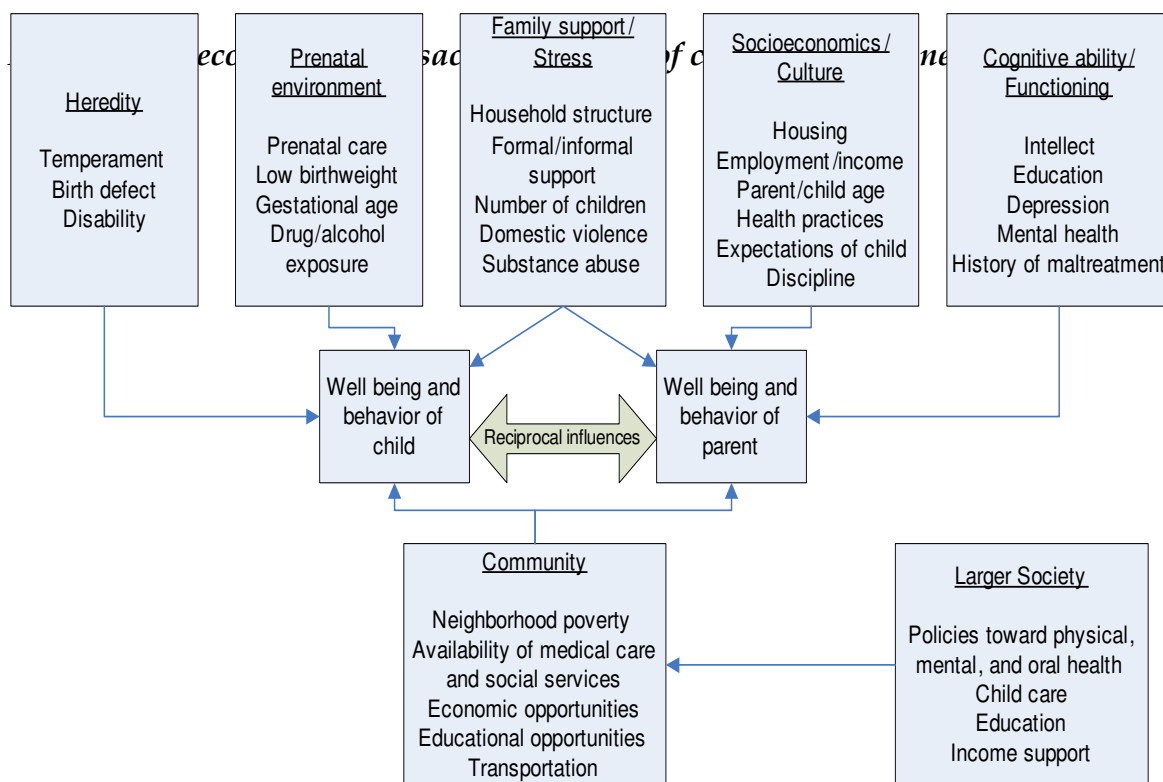 Heredity
Temperament
Birth defect
Disability
Prenatal
environment
Prenatal care
Low birthweight
Gestational age
Drug/alcohol
exposure
Family support/
Stress
Household structure
Formal/informal
support
Number of children
Domestic violence
Substance abuse
Socioeconomics/
Culture
Housing
Employment/income
Parent/child age
Health practices
Expectations of child
Discipline
Cognitive ability/
Functioning
Intellect
Education
Depression
Mental health
History of maltreatment
Well being and
behavior of
child
Reciprocal influences
Well being and
behavior of
parent
Community
Neighborhood poverty
Availability of medical care
and social services
Economic opportunities
Educational opportunities
Transportation
Larger Society
Policies toward physical,
mental, and oral health
Child care
Education
Income support